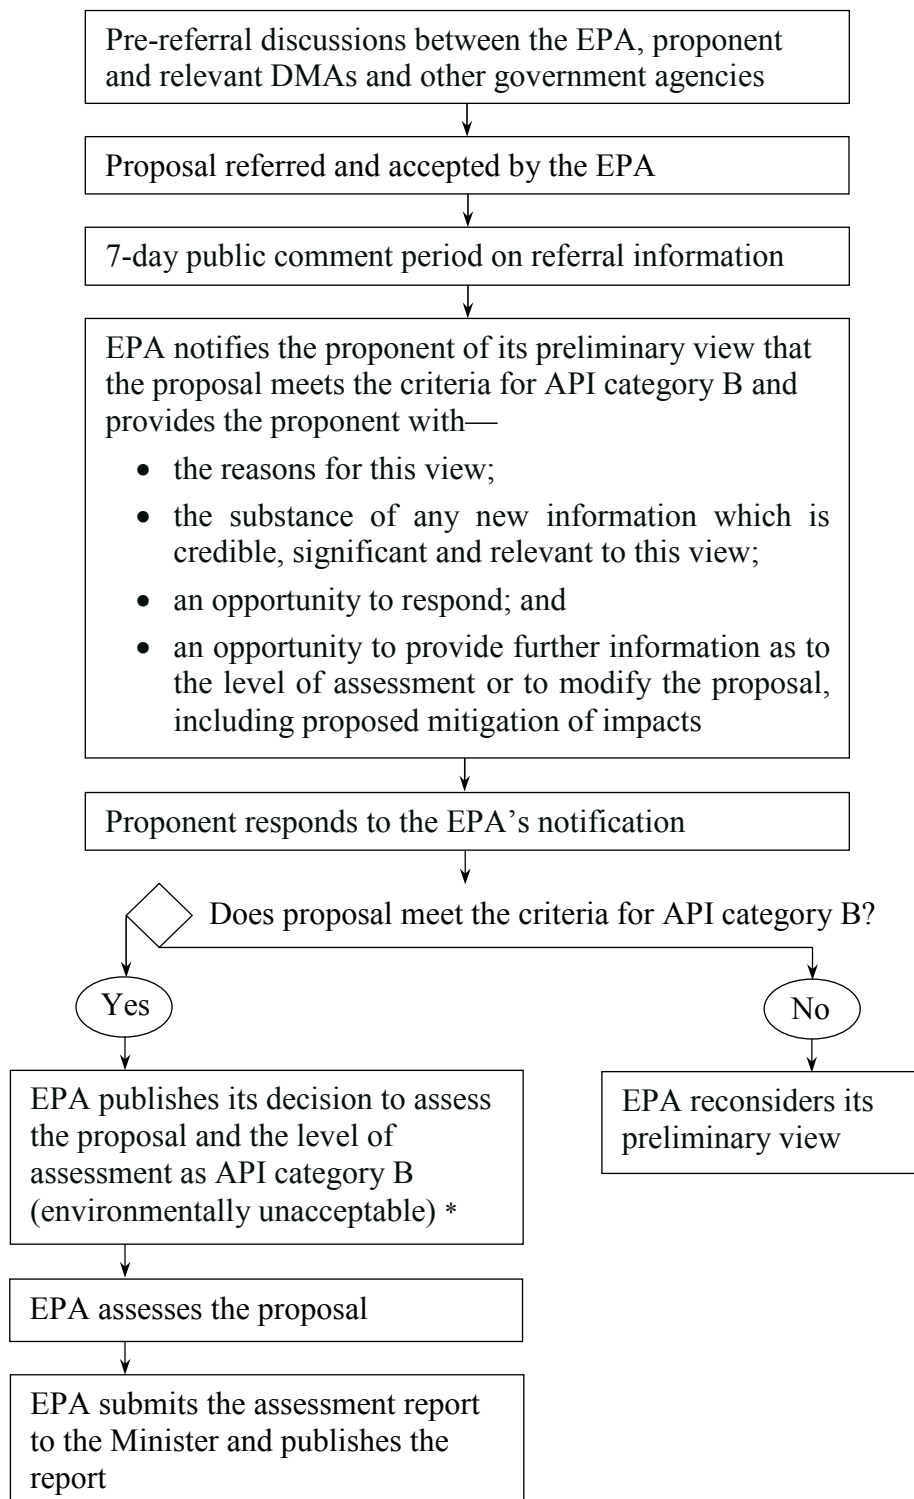 Pre-referral discussions between the EPA, proponent
and relevant DMAs and other government agencies
Proposal referred and accepted by the EPA
7-day public comment period on referral information
EPA notifies the proponent of its preliminary view that
the proposal meets the criteria for API category B and
provides the proponent with—
• the reasons for this view;
• the substance of any new information which is
credible, significant and relevant to this view;
• an opportunity to respond; and
• an opportunity to provide further information as to
the level of assessment or to modify the proposal,
including proposed mitigation of impacts
Proponent responds to the EPA’s notification
Does proposal meet the criteria for API category B?
Yes
No
EPA publishes its decision to assess
the proposal and the level of
assessment as API category B
(environmentally unacceptable) *
EPA reconsiders its
preliminary view
EPA assesses the proposal
EPA submits the assessment report
to the Minister and publishes the
report